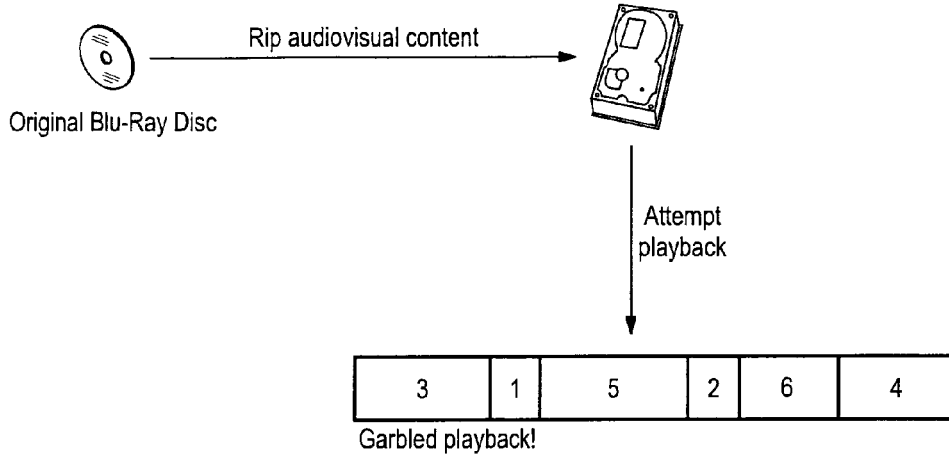 Rip audiovisual content
Original Blu-Ray Disc
Attempt
playback
3 1 5 2 6 4
Garbled playback!